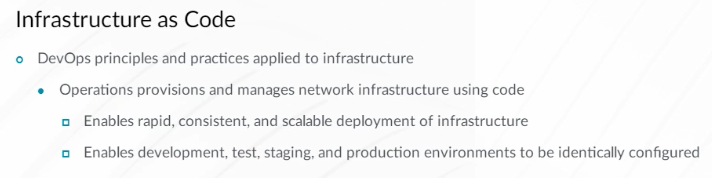 Infrastructure as Code
DevOps principles and practices applied to infrastructure
Operations provisions and manages network infrastructure using code
Enables rapid, consistent, and scalable deployment of infrastructure
Enables development, test, staging, and production environments to be identically configured